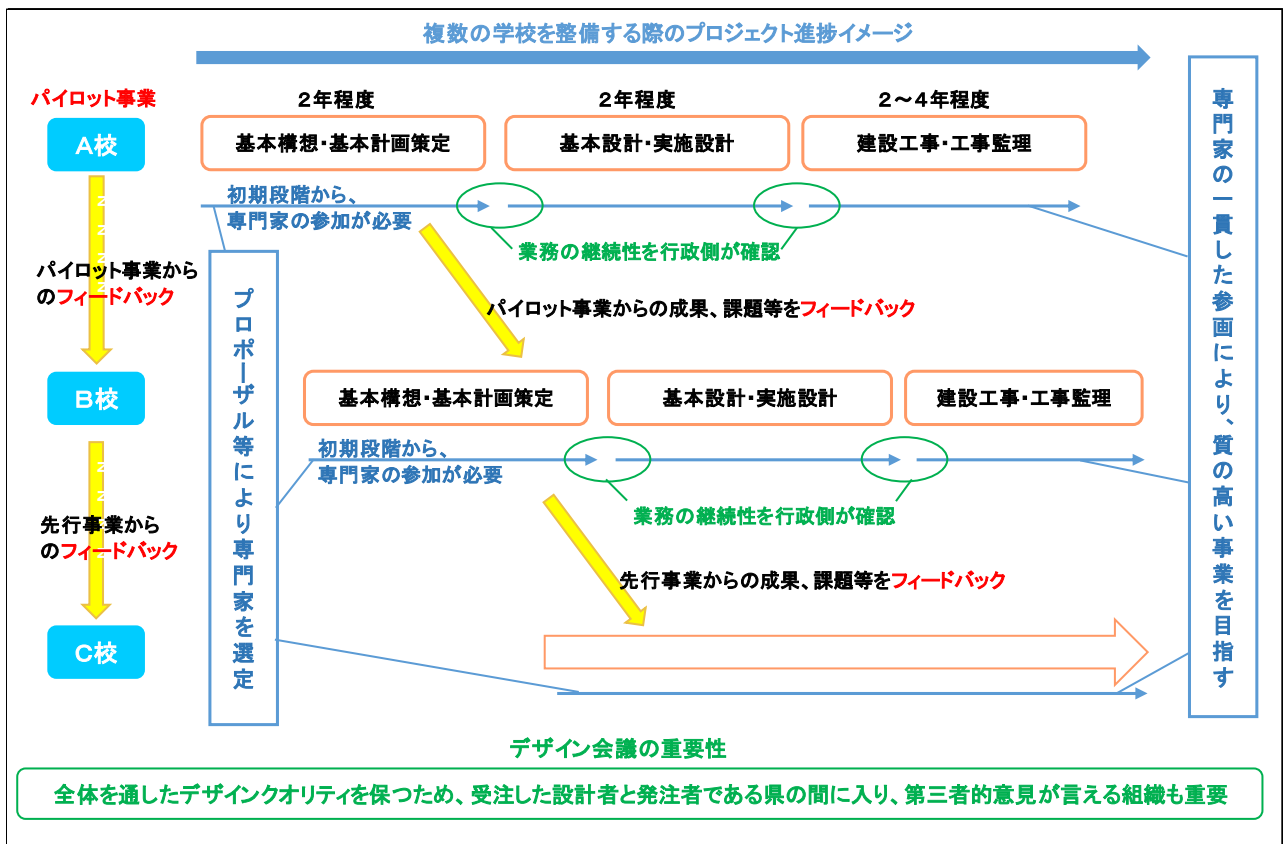 複数の学校を整備する際のプロジェクト進捗イメージ
パイロット事業
2年程度
2年程度
2～4年程度
A校
基本構想・基本計画策定
基本設計・実施設計
建設工事・工事監理
初期段階から、
専門家の参加が必要
業務の継続性を行政側が確認
パイロット事業から
のフィードバック
パイロット事業からの成果、課題等をフィードバック
プロポーザル等により専門家を選定
専門家の一貫した参画により、質の高い事業を目指す
B校
基本構想・基本計画策定
基本設計・実施設計
建設工事・工事監理
初期段階から、
専門家の参加が必要
業務の継続性を行政側が確認
先行事業から
のフィードバック
先行事業からの成果、課題等をフィードバック
C校
デザイン会議の重要性
全体を通したデザインクオリティを保つため、受注した設計者と発注者である県の間に入り、第三者的意見が言える組織も重要